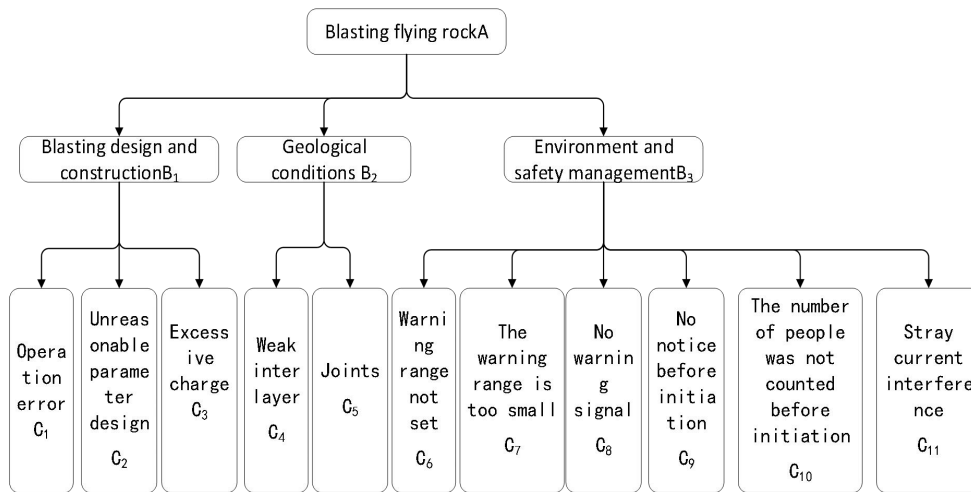 Blasting flying rockA
Blasting design and
constructionB₁
Geological
conditions B₂
Environment and
safety managementB₃
Opera
tion
error
C₁
Unreas
onable
parame
ter
design
C₂
Excess
ive
charge
C₃
Weak
inter
layer
C₄
Joints
C₅
Warni
ng
range
not
set
C₆
The
warning
range is
too small
C₇
No
warnin
g
signal
C₈
No
notice
before
initia
tion
C₉
The number
of people
was not
counted
before
initiation
C₁₀
Stray
current
interfere
nce
C₁₁